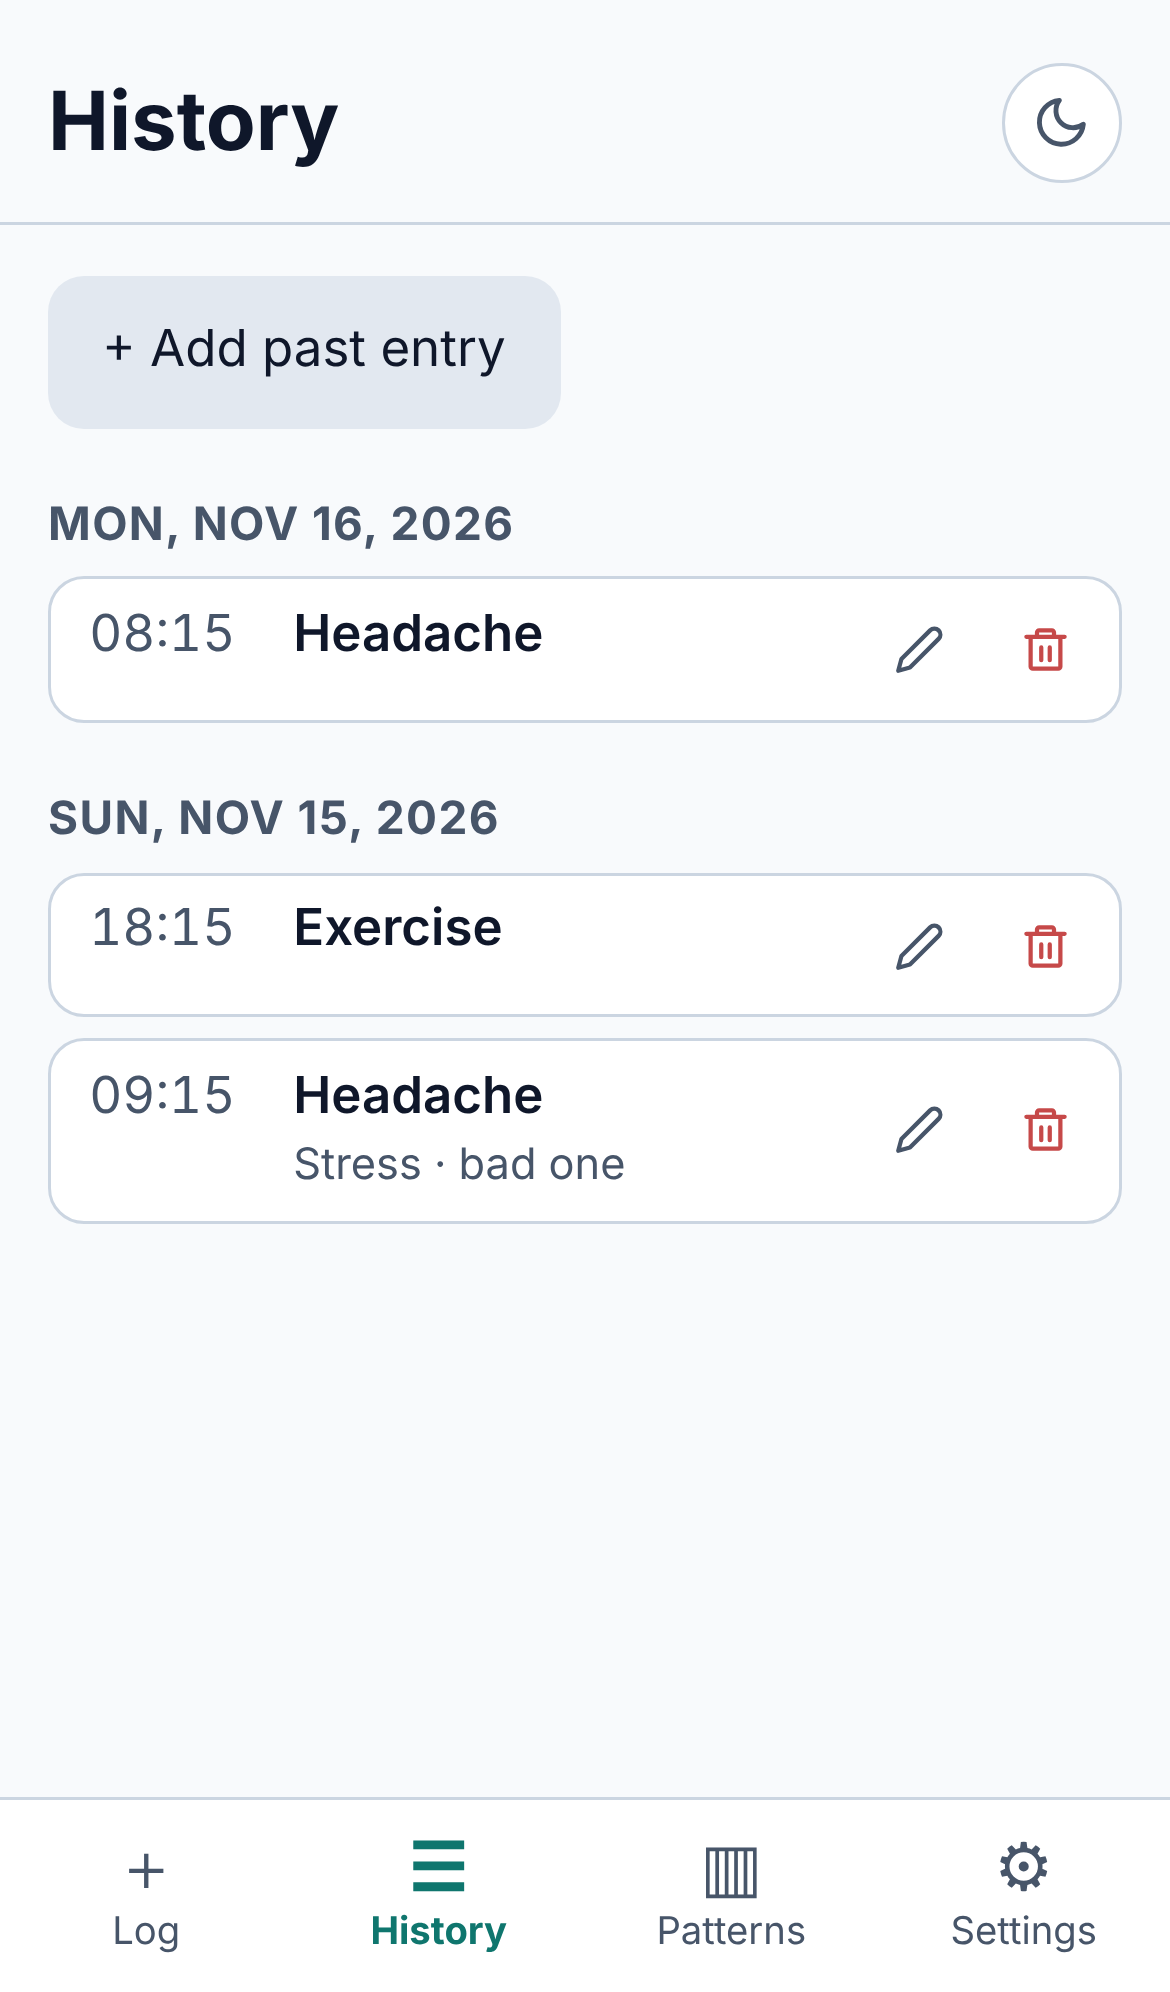 History
+ Add past entry
MON, NOV 16, 2026
08:15 Headache
SUN, NOV 15, 2026
18:15 Exercise
09:15 Headache
Stress · bad one
Log History Patterns Settings